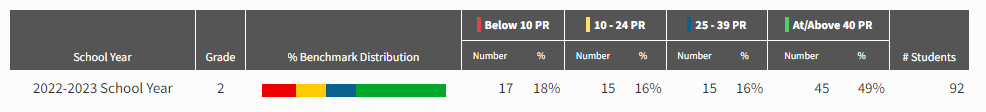 Below 10 PR 10 - 24 PR 25 - 39 PR At/Above 40 PR
School Year Grade % Benchmark Distribution Number % Number % Number % Number % # Students
2022-2023 School Year 2 17 18% 15 16% 15 16% 45 49% 92